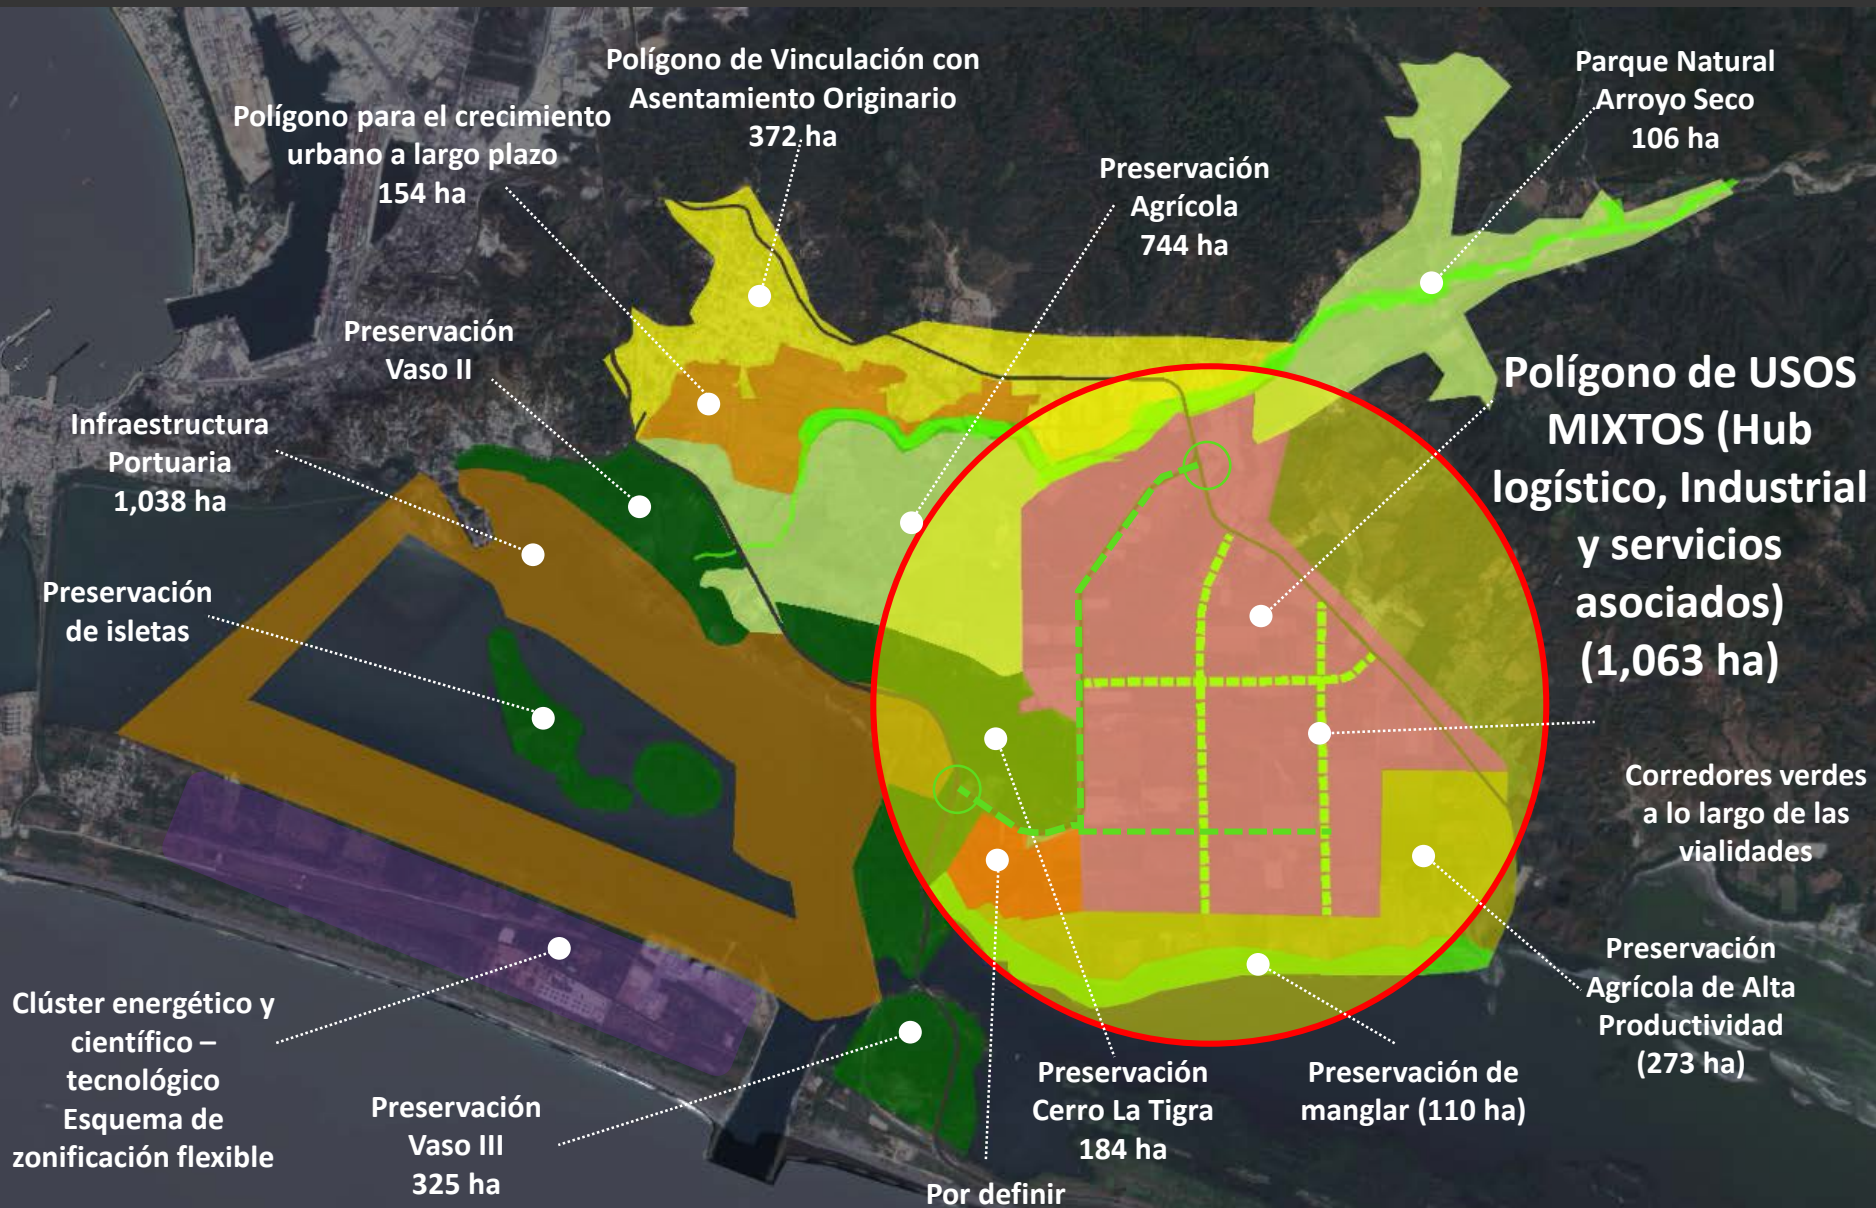 Polígono de Vinculación con
Asentamiento Originario
372 ha
Parque Natural
Arroyo Seco
106 ha
Polígono para el crecimiento
urbano a largo plazo
154 ha
Preservación
Agrícola
744 ha
Preservación
Vaso II
Polígono de USOS
MIXTOS (Hub
logístico, Industrial
y servicios
asociados)
(1,063 ha)
Infraestructura
Portuaria
1,038 ha
Preservación
de isletas
Corredores verdes
a lo largo de las
vialidades
Preservación
Agrícola de Alta
Productividad
(273 ha)
Clúster energético y
científico –
tecnológico
Esquema de
zonificación flexible
Preservación
Vaso III
325 ha
Preservación
Cerro La Tigra
184 ha
Preservación de
manglar (110 ha)
Por definir